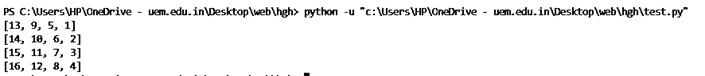 PS C:\Users\HP\OneDrive - uem.edu.in\Desktop\web\hgh> python -u "c:\Users\HP\OneDrive - uem.edu.in\Desktop\web\hgh\test.py"
[13, 9, 5, 1]
[14, 10, 6, 2]
[15, 11, 7, 3]
[16, 12, 8, 4]